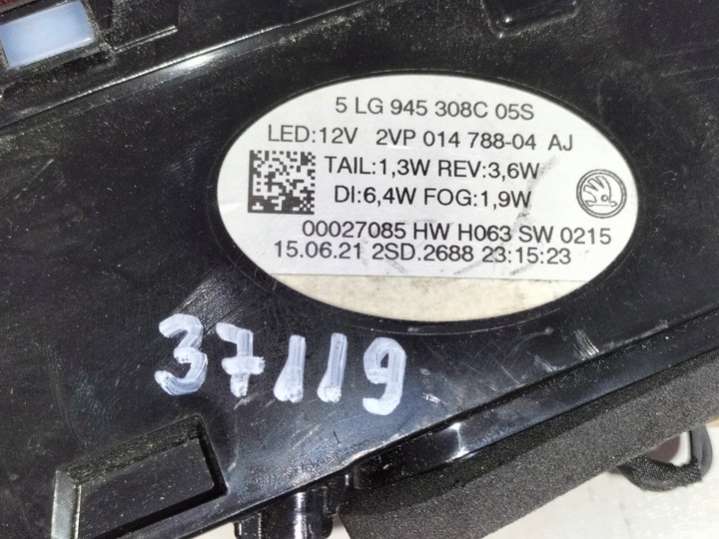 5 LG 945 308C 05S
LED:12V 2VP 014 788-04 AJ
TAIL:1,3W REV:3,6W
DI:6,4W FOG:1,9W
00027085 HW H063 SW 0215
15.06.21 2SD.2688 23:15:23
37119